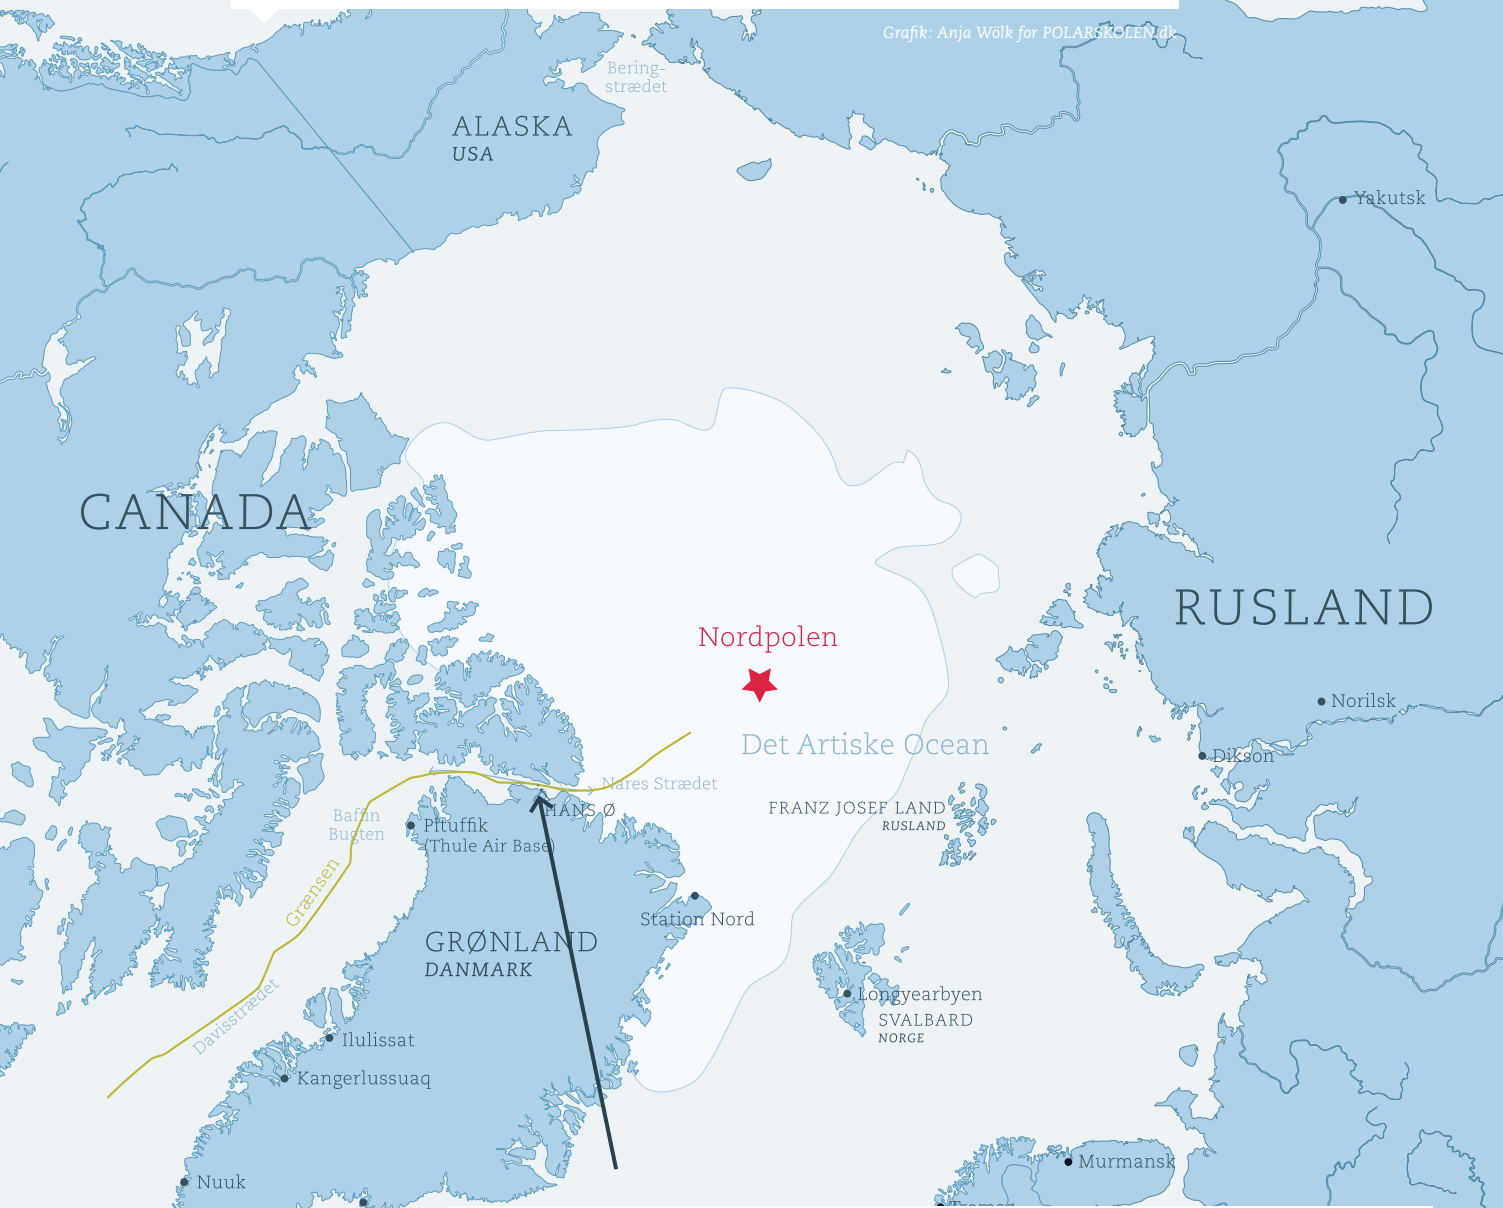 Grafik: Anja Wölk for POLARSKOLEN.dk
Bering-
strædet
ALASKA
USA
Yakutsk
CANADA
RUSLAND
Nordpolen
Norilsk
Det Artiske Ocean
Dikson
Nares Strædet
HANS Ø
FRANZ JOSEF LAND
RUSLAND
Baffin
Bugten
Pituffik
(Thule Air Base)
Grænsen
Station Nord
GRØNLAND
DANMARK
Longyearbyen
SVALBARD
NORGE
Davisstrædet
Ilulissat
Kangerlussuaq
Murmansk
Nuuk